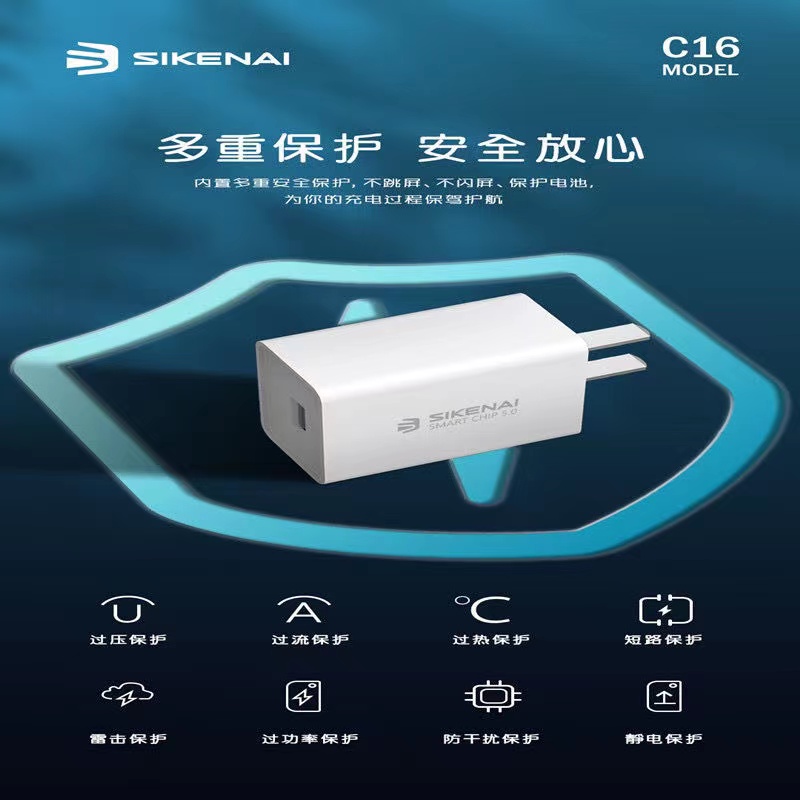 SIKENAI
C16
MODEL
多重保护 安全放心
内置多重安全保护，不跳屏、不闪屏、保护电池，
为你的充电过程保驾护航
SIKENAI
SMART CHIP 5.0
U A °C
过压保护 过流保护 过热保护 短路保护
雷击保护 过功率保护 防干扰保护 静电保护